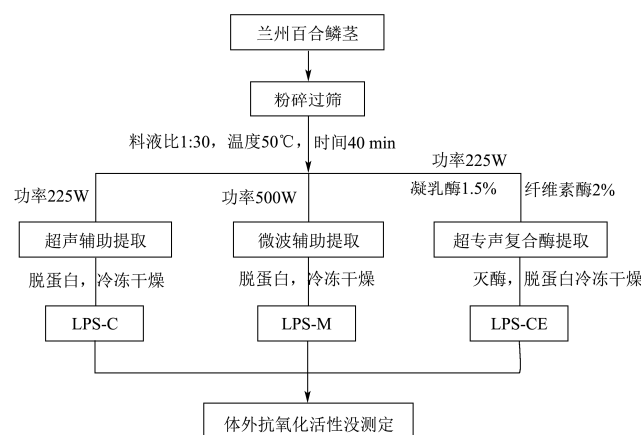 兰州百合鳞茎
粉碎过筛
料液比1:30，温度50℃，时间40 min
功率225W
功率500W
功率225W
凝乳酶1.5%
纤维素酶2%
超声辅助提取
微波辅助提取
超专声复合酶提取
脱蛋白，冷冻干燥
脱蛋白，冷冻干燥
灭酶，脱蛋白冷冻干燥
LPS-C
LPS-M
LPS-CE
体外抗氧化活性没测定